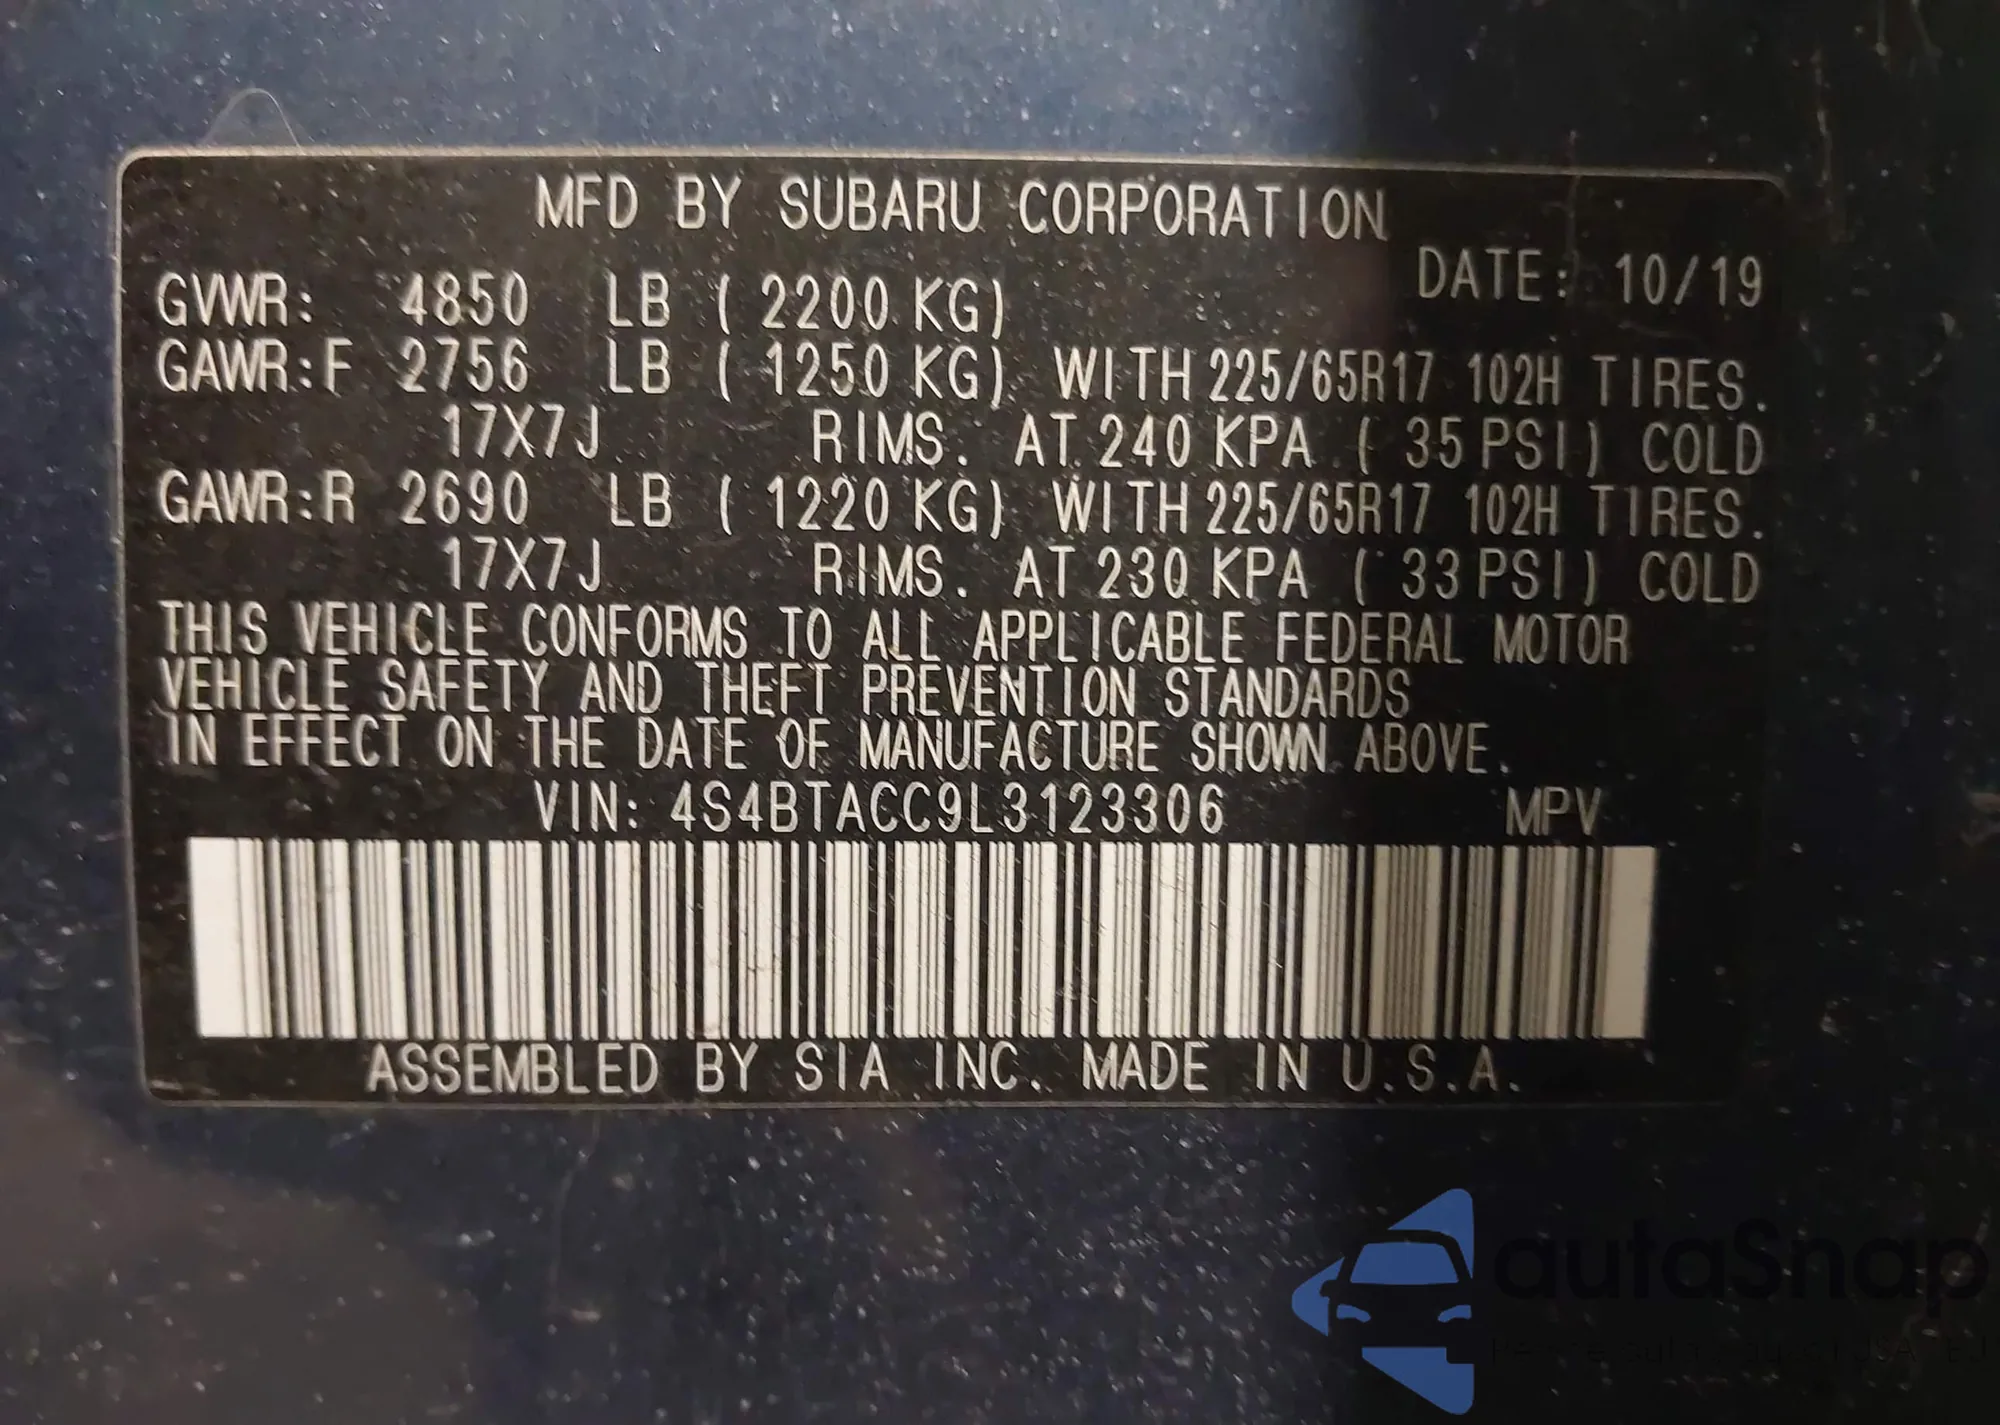 MFD BY SUBARU CORPORATION
DATE: 10/19
GVWR: 4850 LB ( 2200 KG)
GAWR:F 2756 LB ( 1250 KG) WITH 225/65R17 102H TIRES.
17X7J RIMS. AT 240 KPA ( 35 PSI) COLD
GAWR:R 2690 LB ( 1220 KG) WITH 225/65R17 102H TIRES.
17X7J RIMS. AT 230 KPA ( 33 PSI) COLD
THIS VEHICLE CONFORMS TO ALL APPLICABLE FEDERAL MOTOR
VEHICLE SAFETY AND THEFT PREVENTION STANDARDS
IN EFFECT ON THE DATE OF MANUFACTURE SHOWN ABOVE.
VIN: 4S4BTACC9L3123306 MPV
ASSEMBLED BY SIA INC. MADE IN U.S.A.
autaSnap